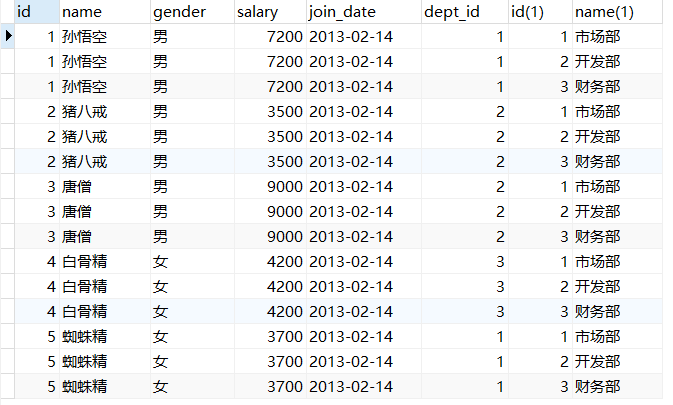 id name gender salary join_date dept_id id(1) name(1)
1 孙悟空 男 7200 2013-02-14 1 1 市场部
1 孙悟空 男 7200 2013-02-14 1 2 开发部
1 孙悟空 男 7200 2013-02-14 1 3 财务部
2 猪八戒 男 3500 2013-02-14 2 1 市场部
2 猪八戒 男 3500 2013-02-14 2 2 开发部
2 猪八戒 男 3500 2013-02-14 2 3 财务部
3 唐僧 男 9000 2013-02-14 2 1 市场部
3 唐僧 男 9000 2013-02-14 2 2 开发部
3 唐僧 男 9000 2013-02-14 2 3 财务部
4 白骨精 女 4200 2013-02-14 3 1 市场部
4 白骨精 女 4200 2013-02-14 3 2 开发部
4 白骨精 女 4200 2013-02-14 3 3 财务部
5 蜘蛛精 女 3700 2013-02-14 1 1 市场部
5 蜘蛛精 女 3700 2013-02-14 1 2 开发部
5 蜘蛛精 女 3700 2013-02-14 1 3 财务部